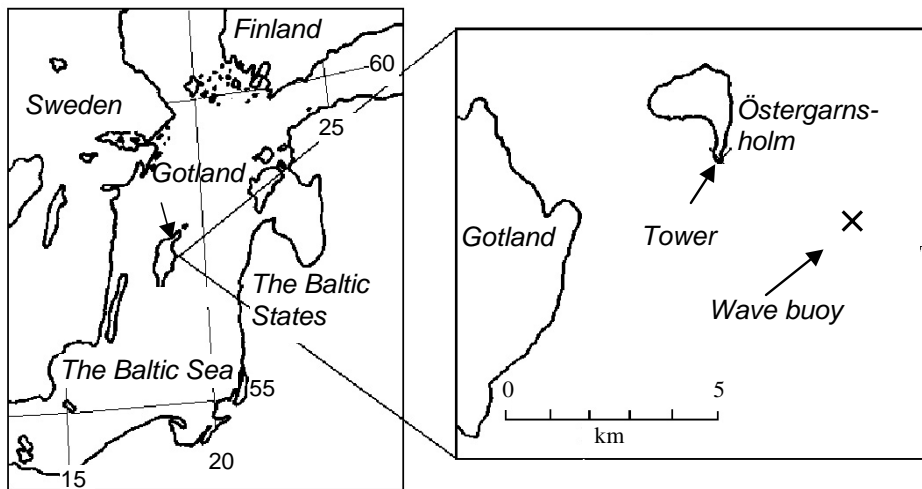 Finland
60
Sweden
25
Gotland
The Baltic
States
The Baltic Sea
55
20
15
Östergarns-
holm
Gotland
Tower
Wave buoy
0
5
km